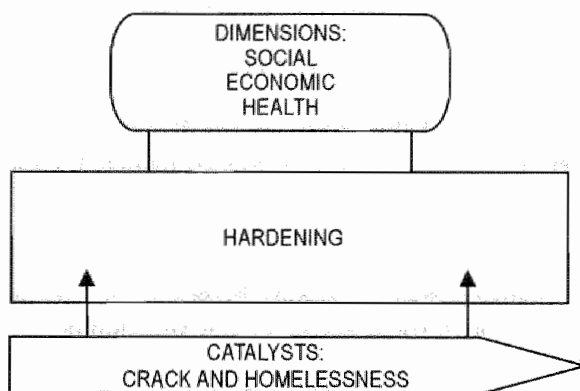 DIMENSIONS:
SOCIAL
ECONOMIC
HEALTH
HARDENING
CATALYSTS:
CRACK AND HOMELESSNESS